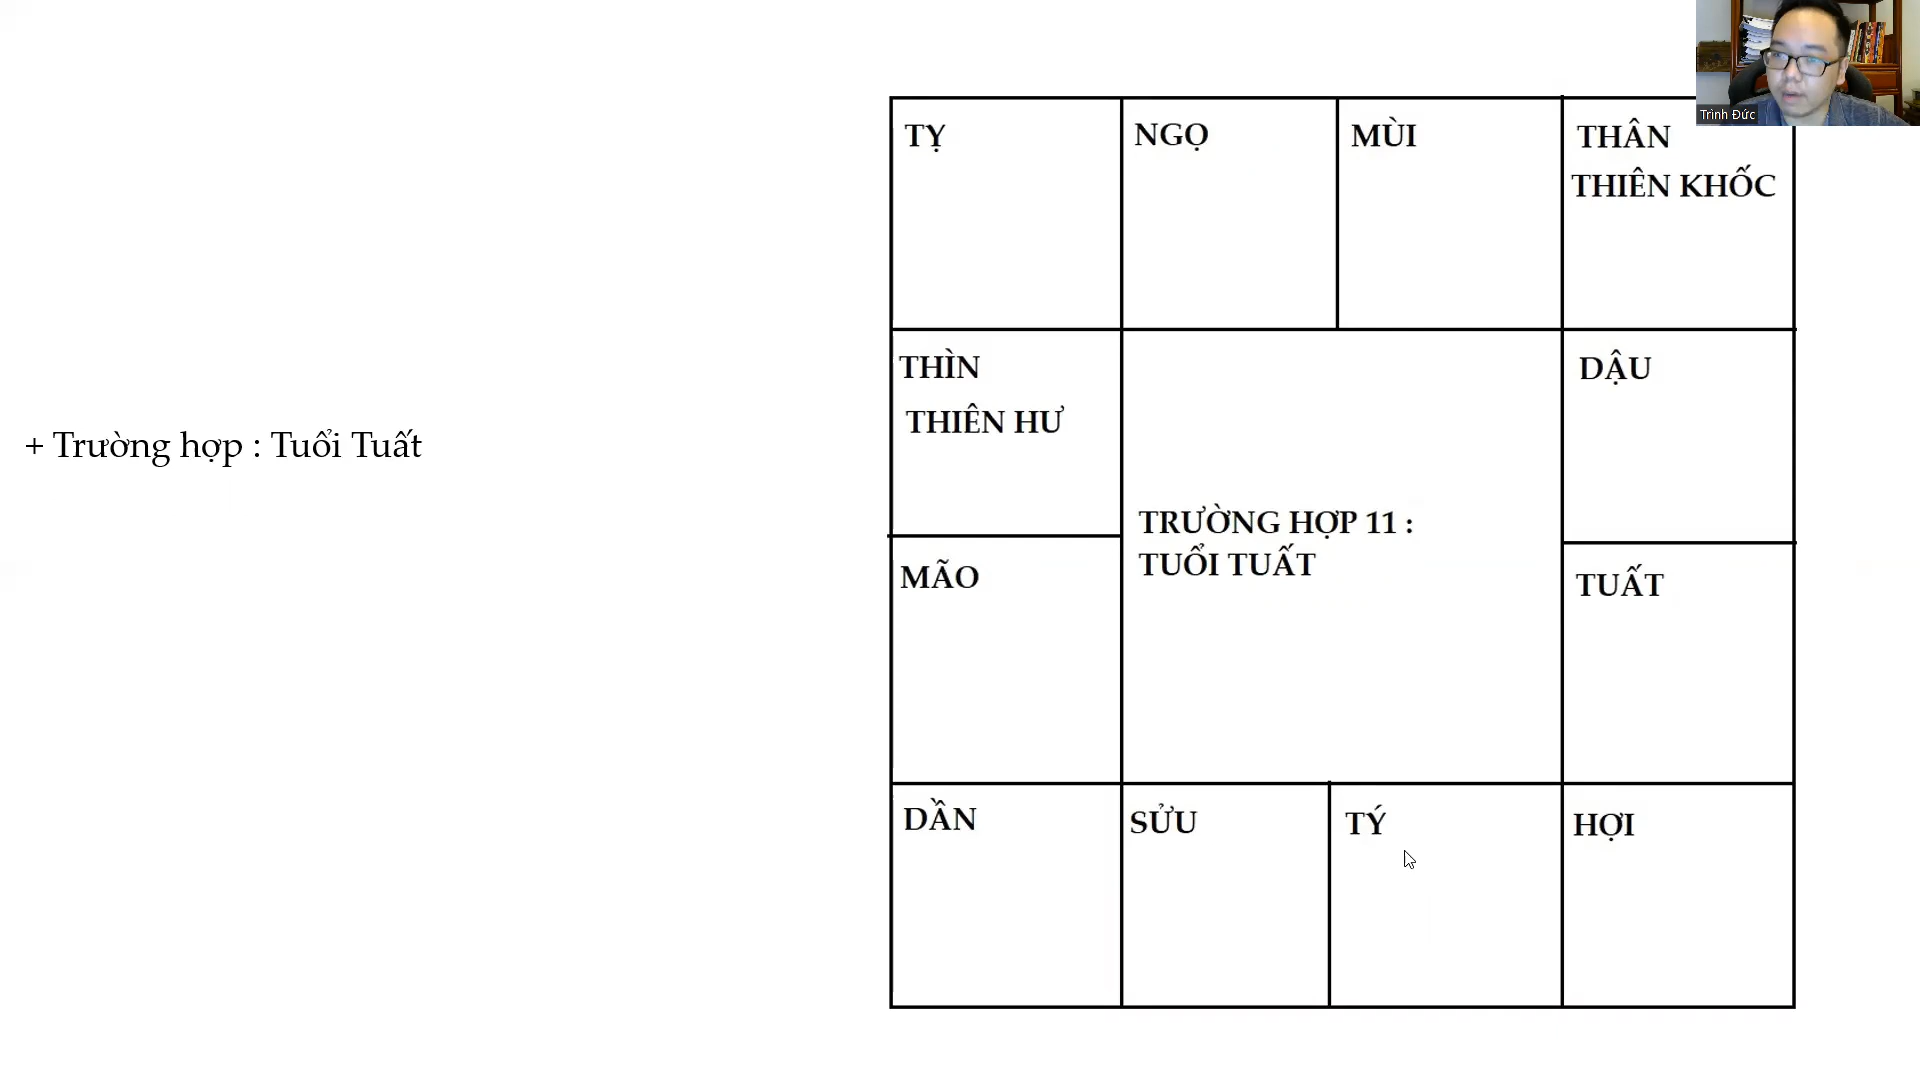 Trình Đức
TỴ
NGỌ
MÙI
THÂN
THIÊN KHỐC
THÌN
THIÊN HƯ
DẬU
+ Trường hợp : Tuổi Tuất
TRƯỜNG HỢP 11 :
TUỔI TUẤT
MÃO
TUẤT
DẦN
SỬU
TÝ
HỢI